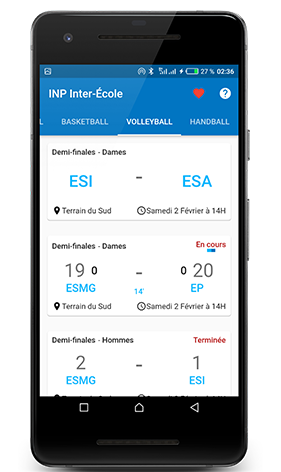 27 % 02:36
INP Inter-École
L BASKETBALL VOLLEYBALL HANDBALL
Demi-finales - Dames
ESI - ESA
Terrain du Sud Samedi 2 Février à 14H
Demi-finales - Dames En cours
19 0 - 0 20
ESMG 14' EP
Terrain du Sud Samedi 2 Février à 14H
Demi-finales - Hommes Terminée
2 - 1
ESMG ESI